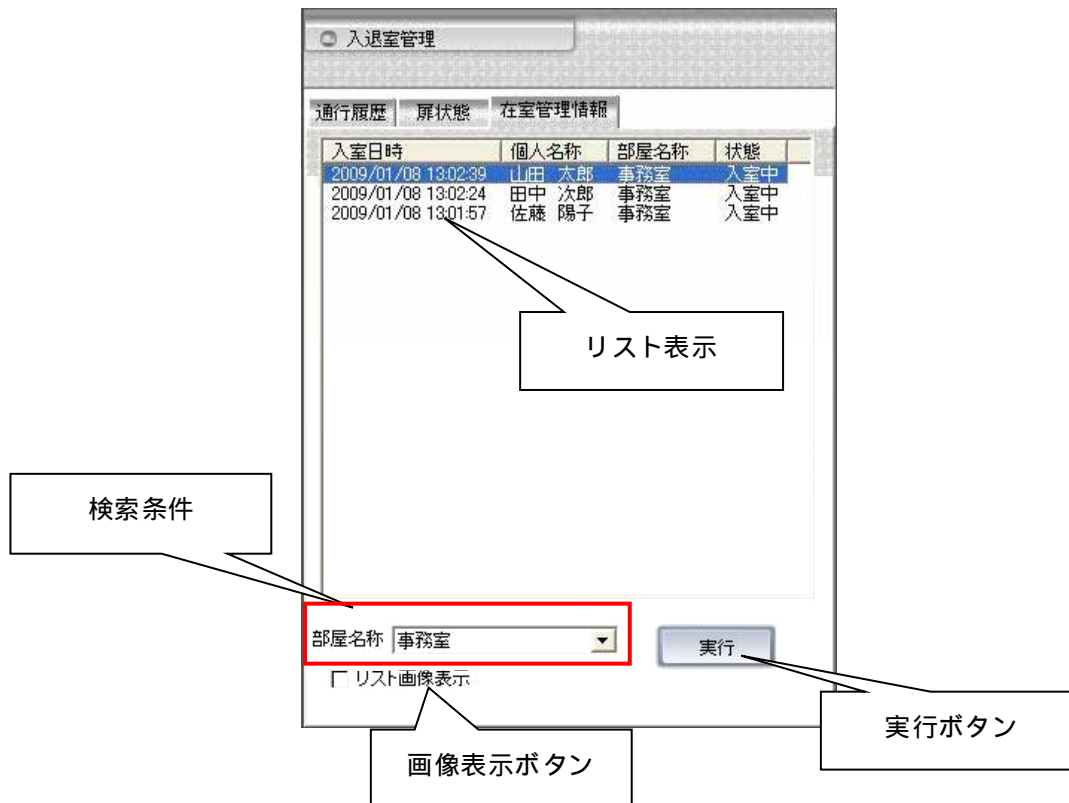 入退室管理
通行履歴 扉状態 在室管理情報
入室日時 個人名称 部屋名称 状態
2009/01/08 13:02:39 山田 太郎 事務室 入室中
2009/01/08 13:02:24 田中 次郎 事務室 入室中
2009/01/08 13:01:57 佐藤 陽子 事務室 入室中
リスト表示
検索条件
部屋名称 事務室 実行
リスト画像表示
実行ボタン
画像表示ボタン